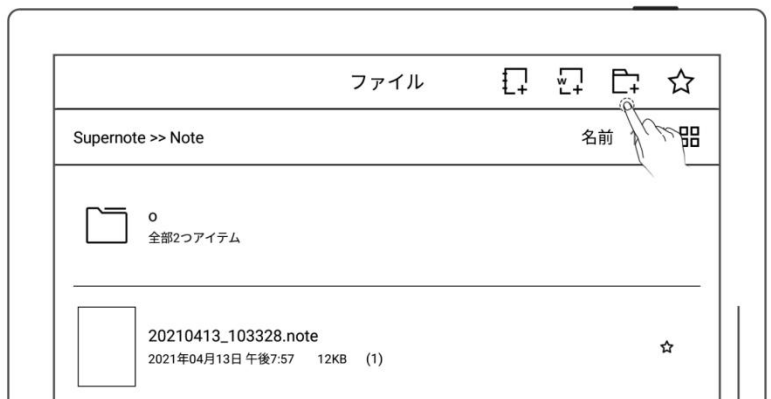 ファイル
W
Supernote >> Note
名前
o
全部2つアイテム
20210413_103328.note
2021年04月13日 午後7:57 12KB (1)